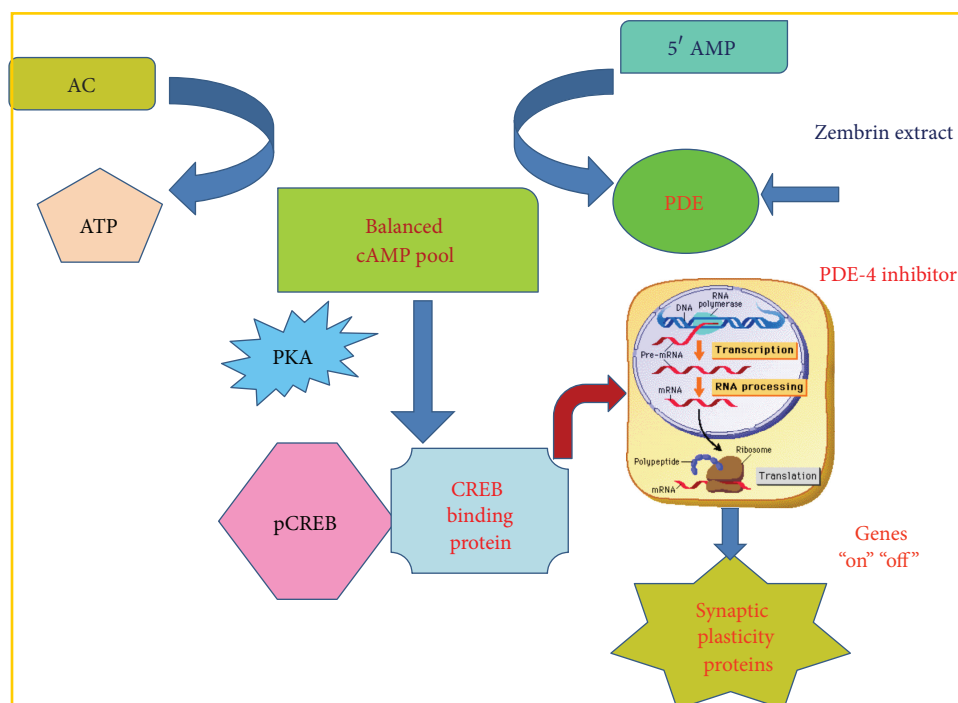 AC
5′ AMP
Zembrin extract
ATP
PDE
Balanced
cAMP pool
PDE-4 inhibitor
PKA
RNA
polymerase
DNA
Pre-mRNA
Transcription
RNA processing
mRNA
Ribosome
Polypeptide
Translation
mRNA
pCREB
CREB
binding
protein
Genes
“on” “off”
Synaptic
plasticity
proteins